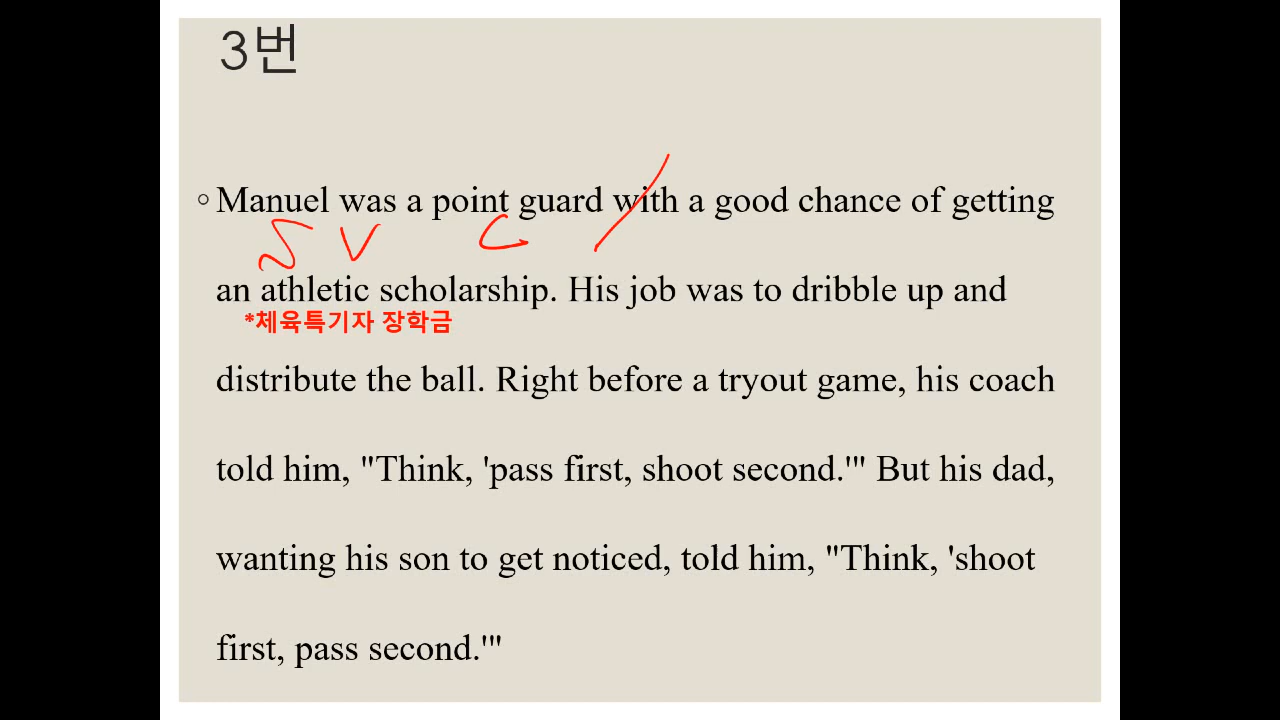 3번
Manuel was a point guard with a good chance of getting
S V C
an athletic scholarship. His job was to dribble up and
*체육특기자 장학금
distribute the ball. Right before a tryout game, his coach
told him, "Think, 'pass first, shoot second.'" But his dad,
wanting his son to get noticed, told him, "Think, 'shoot
first, pass second.'"